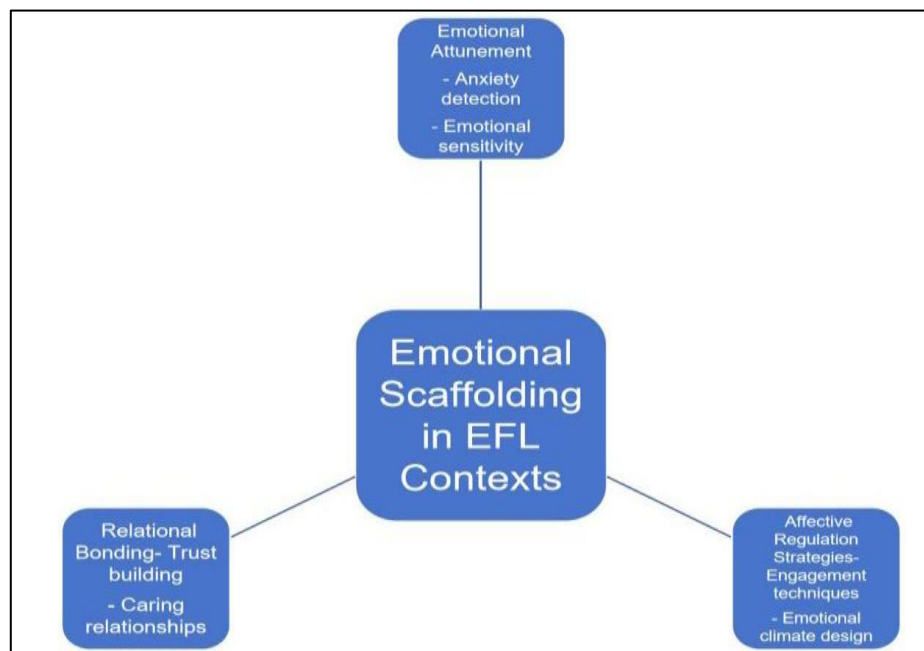 Emotional
Attunement
- Anxiety
detection
- Emotional
sensitivity
Emotional
Scaffolding
in EFL
Contexts
Relational
Bonding- Trust
building
- Caring
relationships
Affective
Regulation
Strategies-
Engagement
techniques
- Emotional
climate design